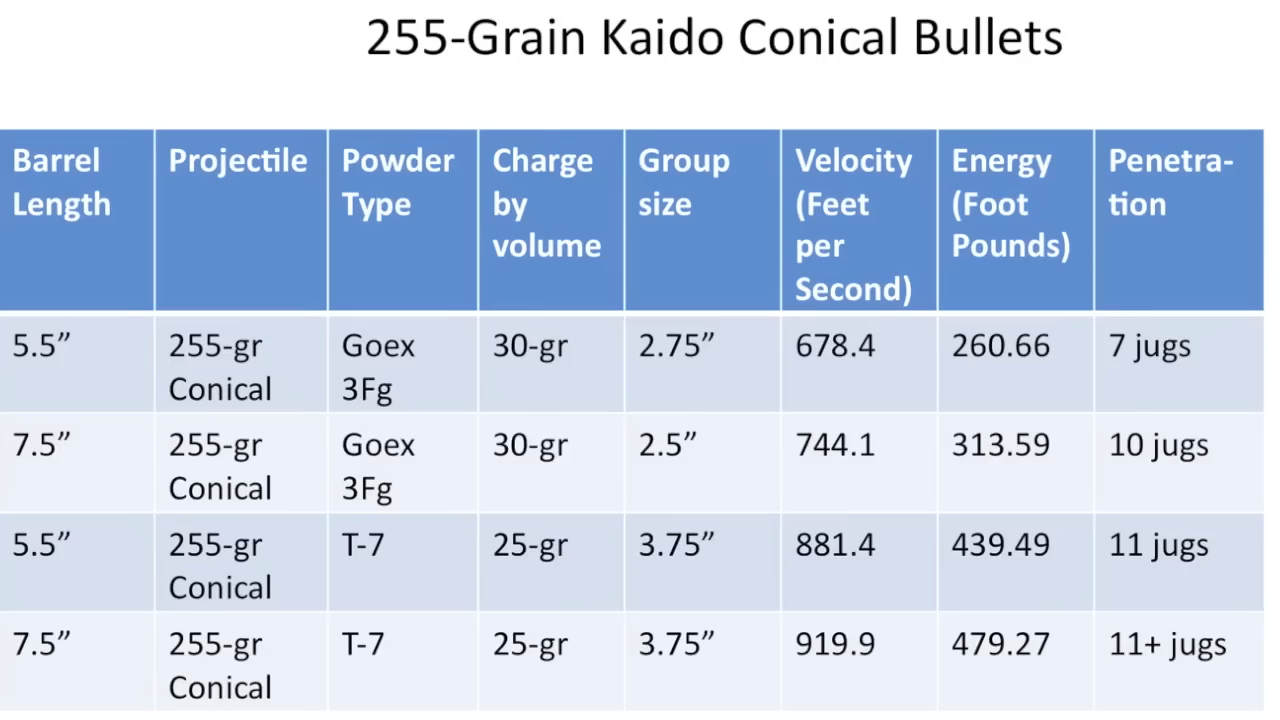 255-Grain Kaido Conical Bullets
Barrel Length | Projectile | Powder Type | Charge by volume | Group size | Velocity (Feet per Second) | Energy (Foot Pounds) | Penetra-tion
5.5” | 255-gr Conical | Goex 3Fg | 30-gr | 2.75” | 678.4 | 260.66 | 7 jugs
7.5” | 255-gr Conical | Goex 3Fg | 30-gr | 2.5” | 744.1 | 313.59 | 10 jugs
5.5” | 255-gr Conical | T-7 | 25-gr | 3.75” | 881.4 | 439.49 | 11 jugs
7.5” | 255-gr Conical | T-7 | 25-gr | 3.75” | 919.9 | 479.27 | 11+ jugs